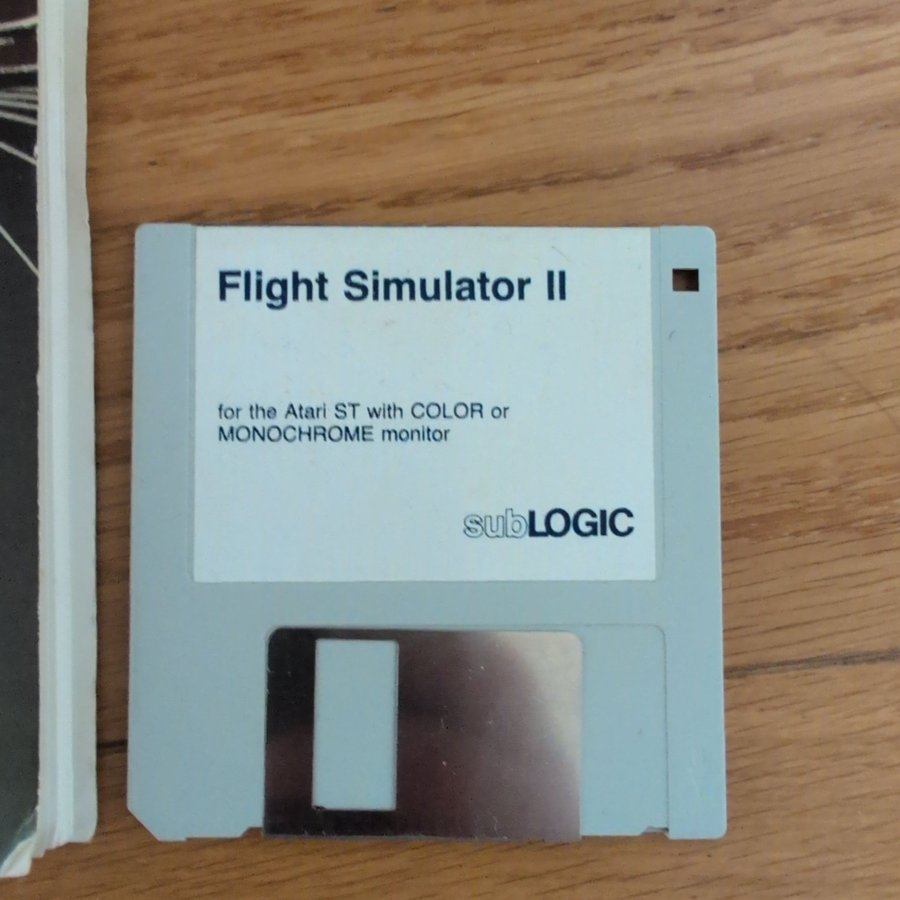 Flight Simulator II
for the Atari ST with COLOR or
MONOCHROME monitor
subLOGIC